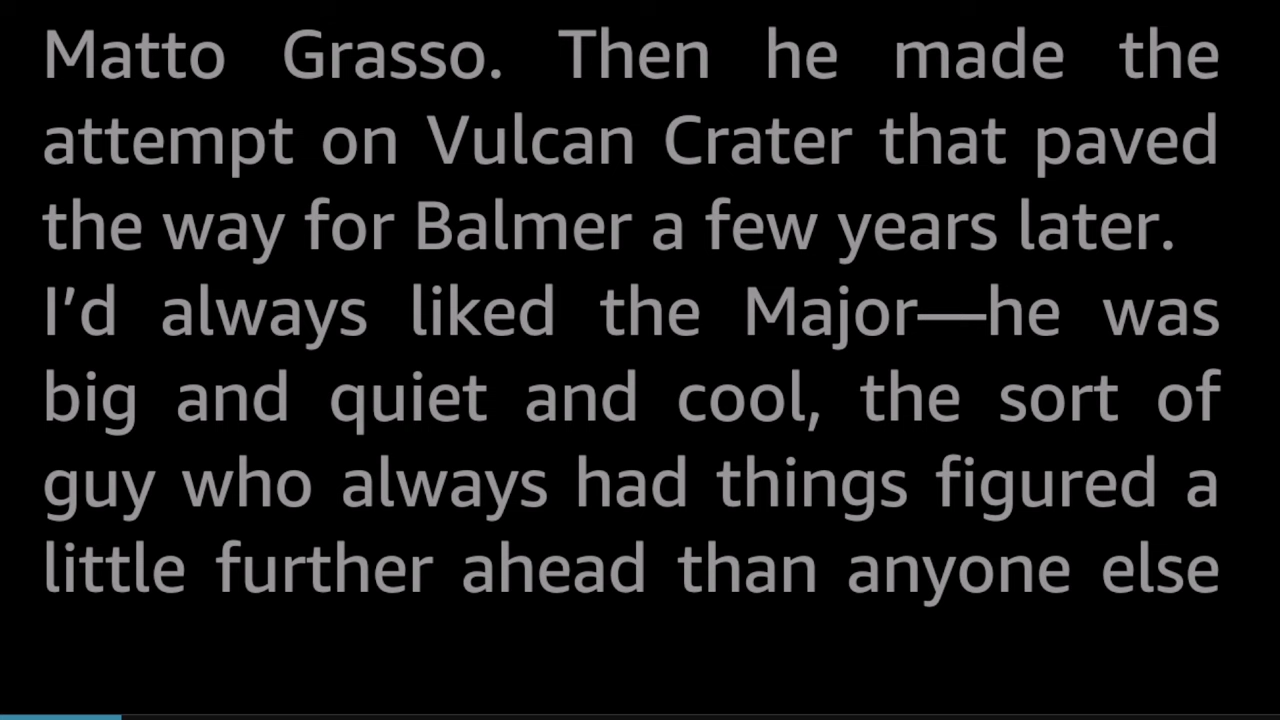 Matto Grasso. Then he made the
attempt on Vulcan Crater that paved
the way for Balmer a few years later.
I’d always liked the Major—he was
big and quiet and cool, the sort of
guy who always had things figured a
little further ahead than anyone else